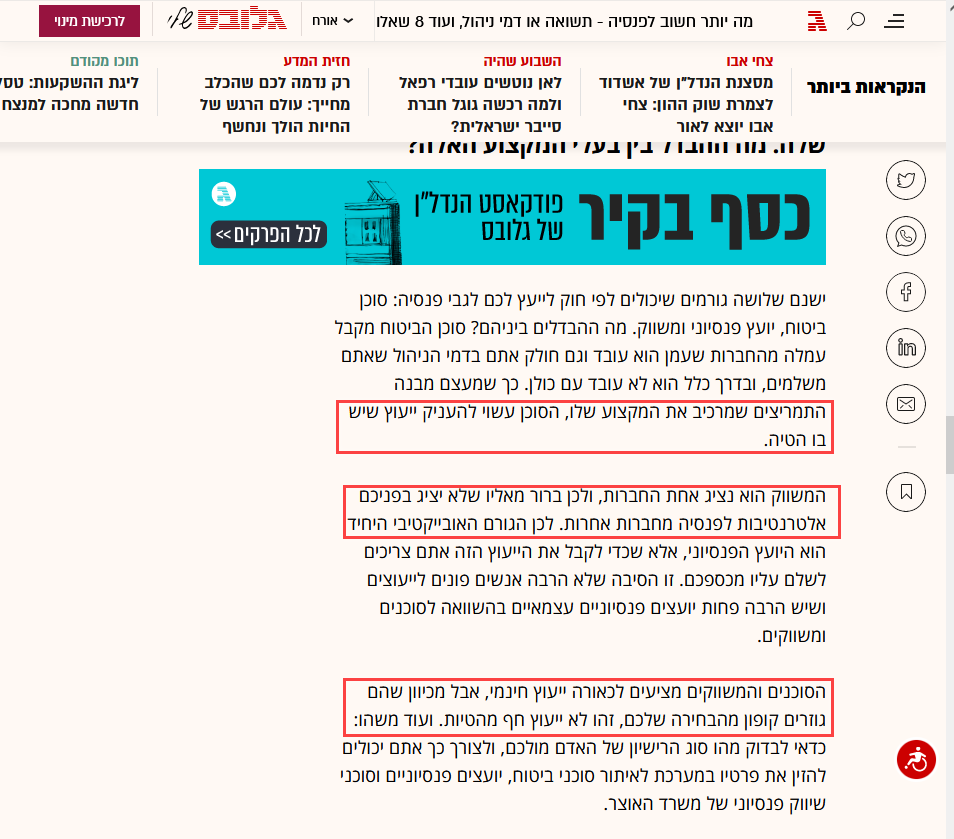 מה יותר חשוב לפנסיה - תשואה או דמי ניהול, ועוד 8 שאלו
אורח
גלובס שלי
לרכישת מינוי
הנקראות ביותר
צחי אבו
מסצנת הנדל"ן של אשדוד
לצמרת שוק ההון: צחי
אבו יוצא לאור
השבוע שהיה
לאן נוטשים עובדי רפאל
ולמה רכשה גוגל חברת
סייבר ישראלית?
חזית המדע
רק נדמה לכם שהכלב
מחייך: עולם הרגש של
החיות הולך ונחשף
תוכו מקודם
ליגת ההשקעות: טסל
חדשה מחכה למנצח
שלה. מה ההבדל בין בעלי המקצוע האלה?
כסף בקיר
פודקאסט הנדל"ן
של גלובס
לכל הפרקים >>
ישנם שלושה גורמים שיכולים לפי חוק לייעץ לכם לגבי פנסיה: סוכן
ביטוח, יועץ פנסיוני ומשווק. מה ההבדלים ביניהם? סוכן הביטוח מקבל
עמלה מהחברות שעמן הוא עובד וגם חולק אתם בדמי הניהול שאתם
משלמים, ובדרך כלל הוא לא עובד עם כולן. כך שמעצם מבנה
התמריצים שמרכיב את המקצוע שלו, הסוכן עשוי להעניק ייעוץ שיש
בו הטיה.
המשווק הוא נציג אחת החברות, ולכן ברור מאליו שלא יציג בפניכם
אלטרנטיבות לפנסיה מחברות אחרות. לכן הגורם האובייקטיבי היחיד
הוא היועץ הפנסיוני, אלא שכדי לקבל את הייעוץ הזה אתם צריכים
לשלם עליו מכספכם. זו הסיבה שלא הרבה אנשים פונים לייעוצים
ושיש הרבה פחות יועצים פנסיוניים עצמאיים בהשוואה לסוכנים
ומשווקים.
הסוכנים והמשווקים מציעים לכאורה ייעוץ חינמי, אבל מכיוון שהם
גוזרים קופון מהבחירה שלכם, זהו לא ייעוץ חף מהטיות. ועוד משהו:
כדאי לבדוק מהו סוג הרישיון של האדם מולכם, ולצורך כך אתם יכולים
להזין את פרטיו במערכת לאיתור סוכני ביטוח, יועצים פנסיוניים וסוכני
שיווק פנסיוני של משרד האוצר.